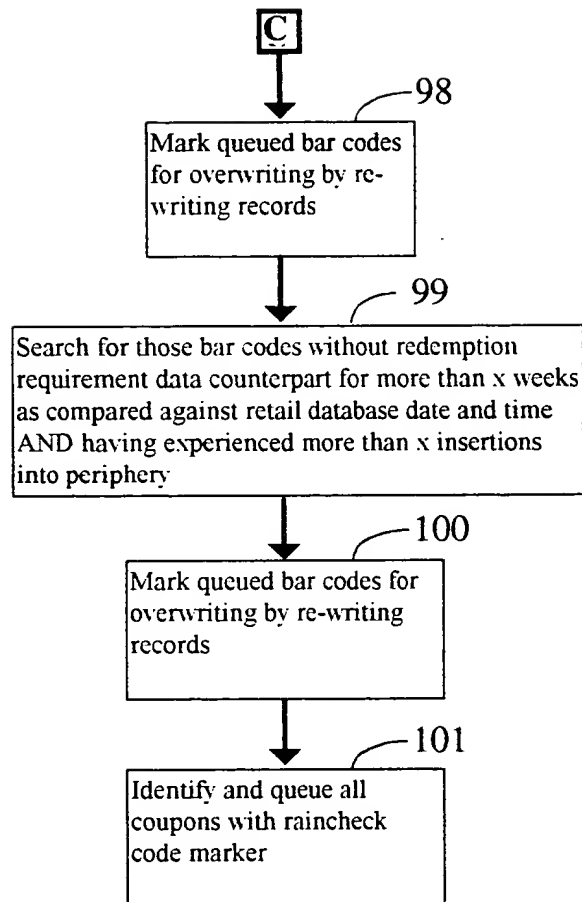 C
98
Mark queued bar codes
for overwriting by re-
writing records
99
Search for those bar codes without redemption
requirement data counterpart for more than x weeks
as compared against retail database date and time
AND having experienced more than x insertions
into periphery
100
Mark queued bar codes for
overwriting by re-writing
records
101
Identify and queue all
coupons with raincheck
code marker